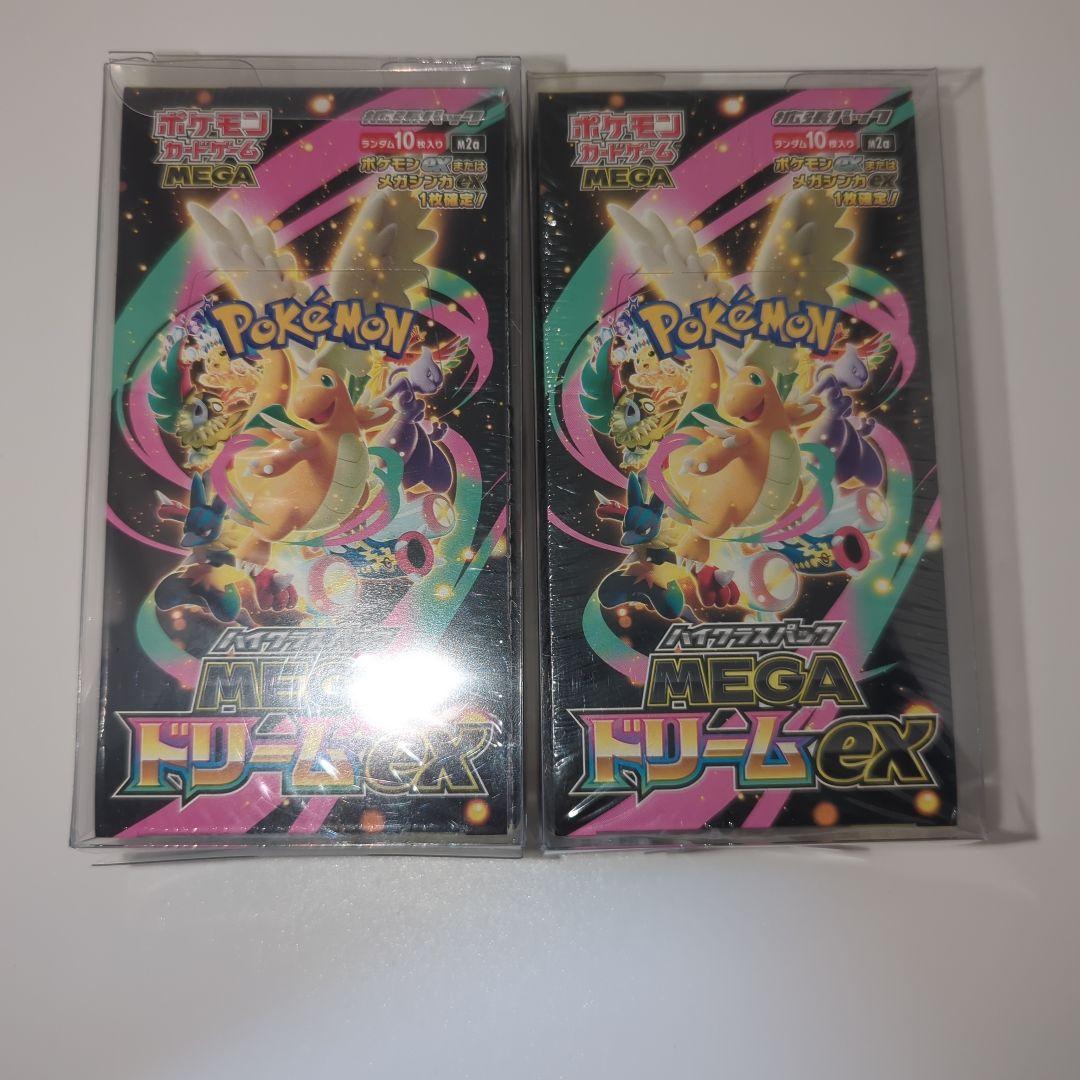 ポケモン
カードゲーム
MEGA
拡張パック
ランダム10枚入り
M2a
ポケモンexまたは
メガシンカex
1枚確定!
POKéMON
ハイクラスパック
MEGA
ドリームex
ポケモン
カードゲーム
MEGA
拡張パック
ランダム10枚入り
M2a
ポケモンexまたは
メガシンカex
1枚確定!
POKéMON
ハイクラスパック
MEGA
ドリームex